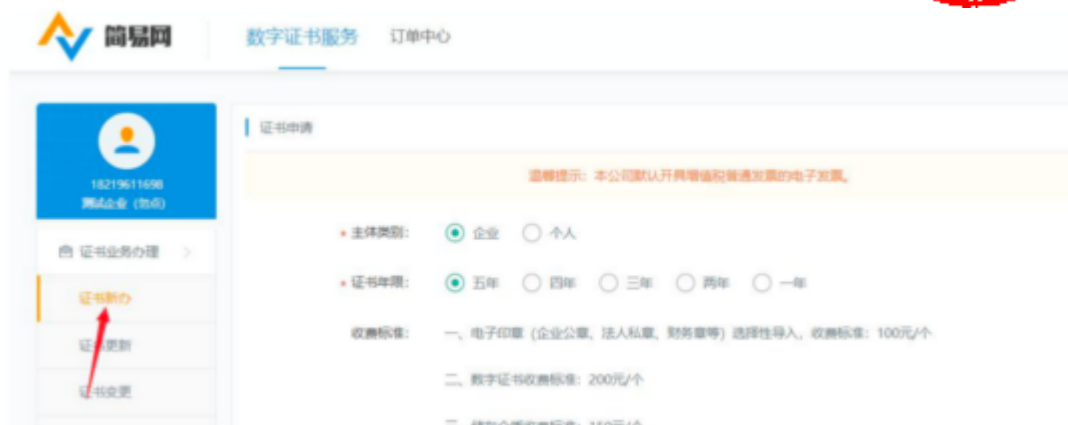 简易网 数字证书服务 订单中心
证书申请
温馨提示：本公司默认开具增值税普通发票的电子发票。
18219611698
测试企业（勿点）
* 主体类别： 企业 个人
证书业务办理 >
* 证书年限： 五年 四年 三年 两年 一年
证书新办
收费标准： 一、电子印章（企业公章、法人私章、财务章等）选择性导入，收费标准：100元/个
证书更新
二、数字证书收费标准：200元/个
证书变更